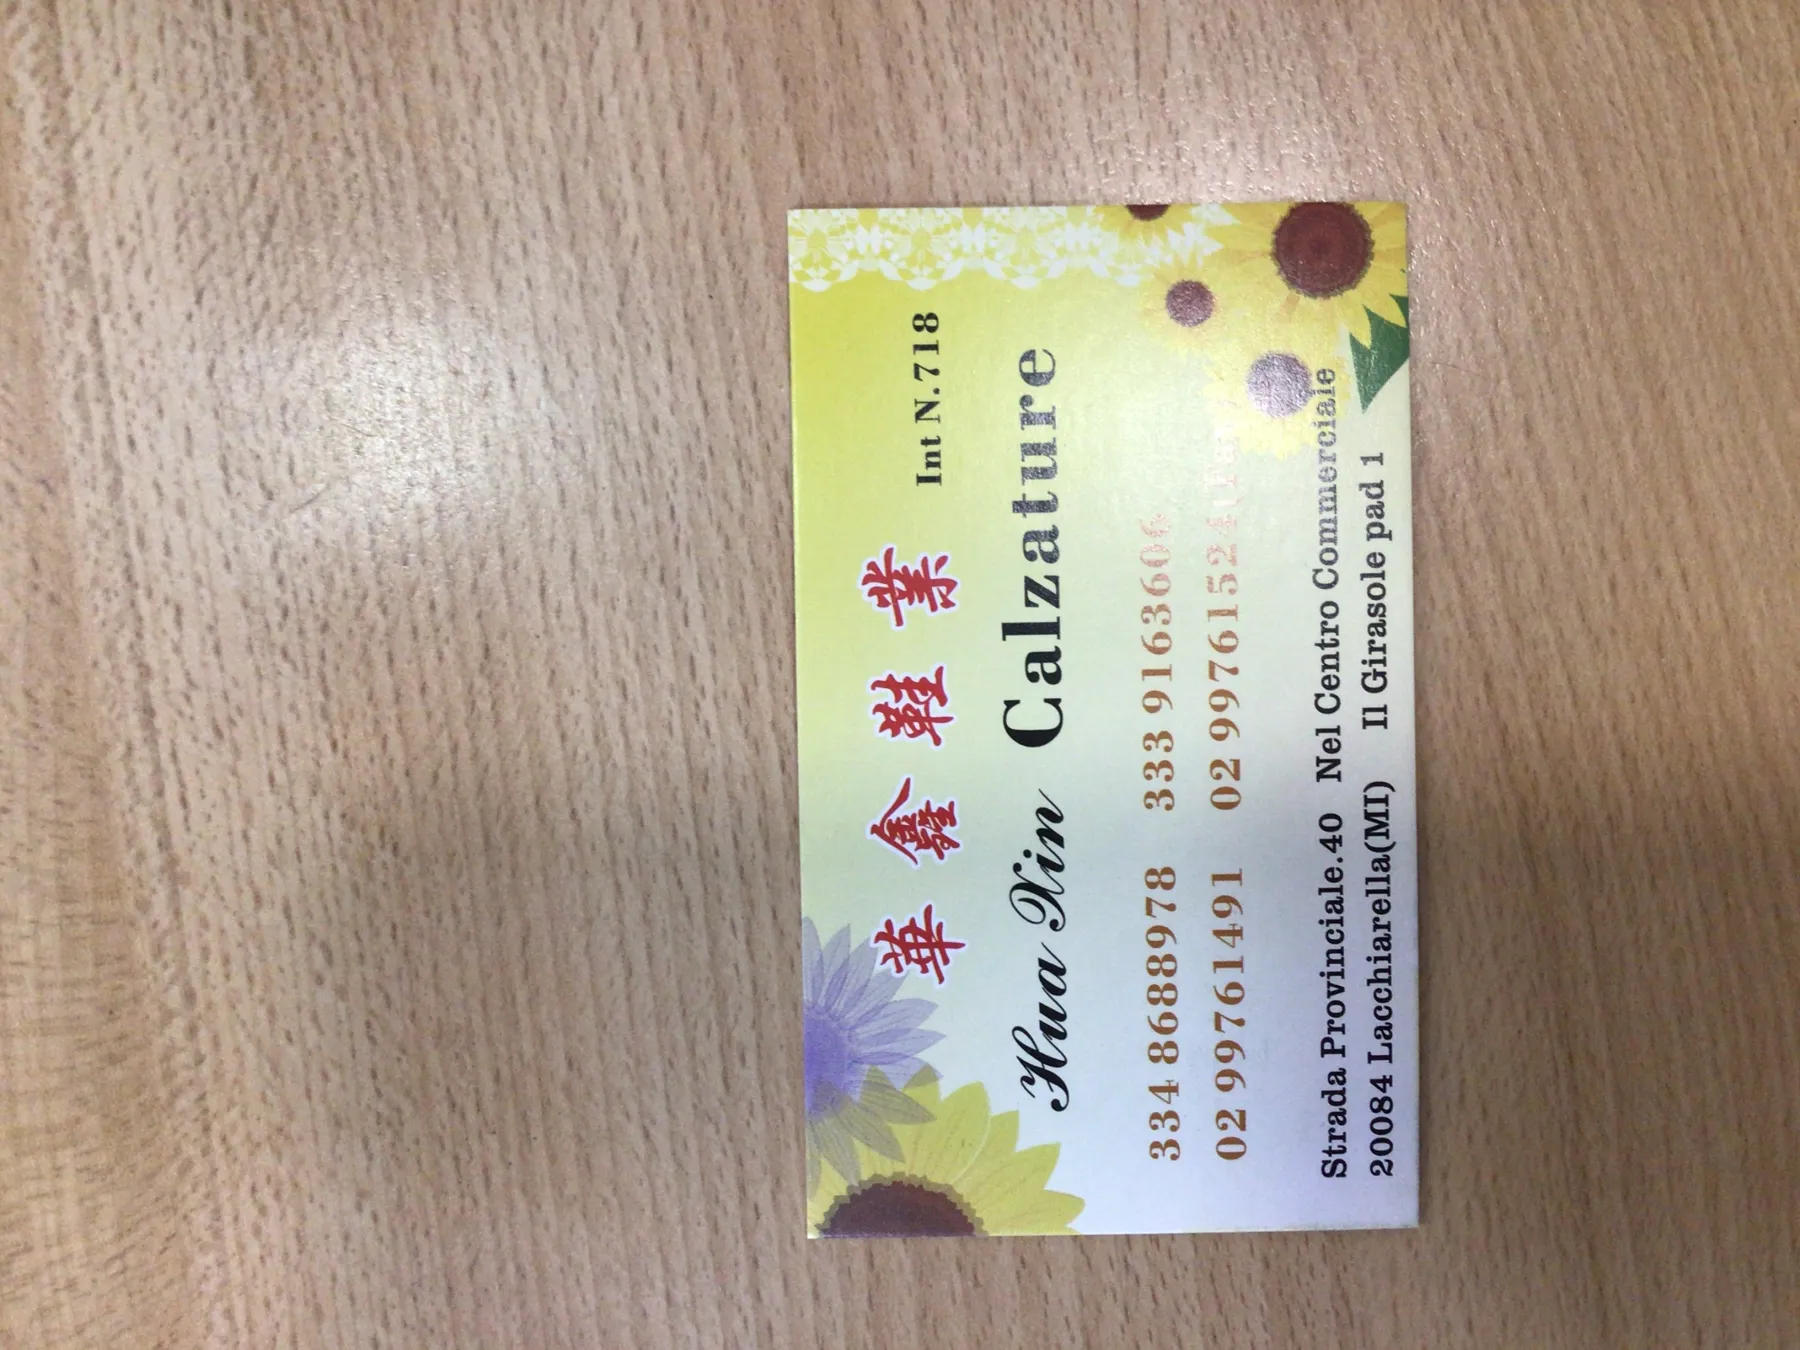 華鑫鞋業 Int N.718
Hua Xin Calzature
334 8688978 333 9163606
02 99761491 02 99761524(Fax)
Strada Provinciale.40 Nel Centro Commerciale
20084 Lacchiarella(MI) Il Girasole pad 1